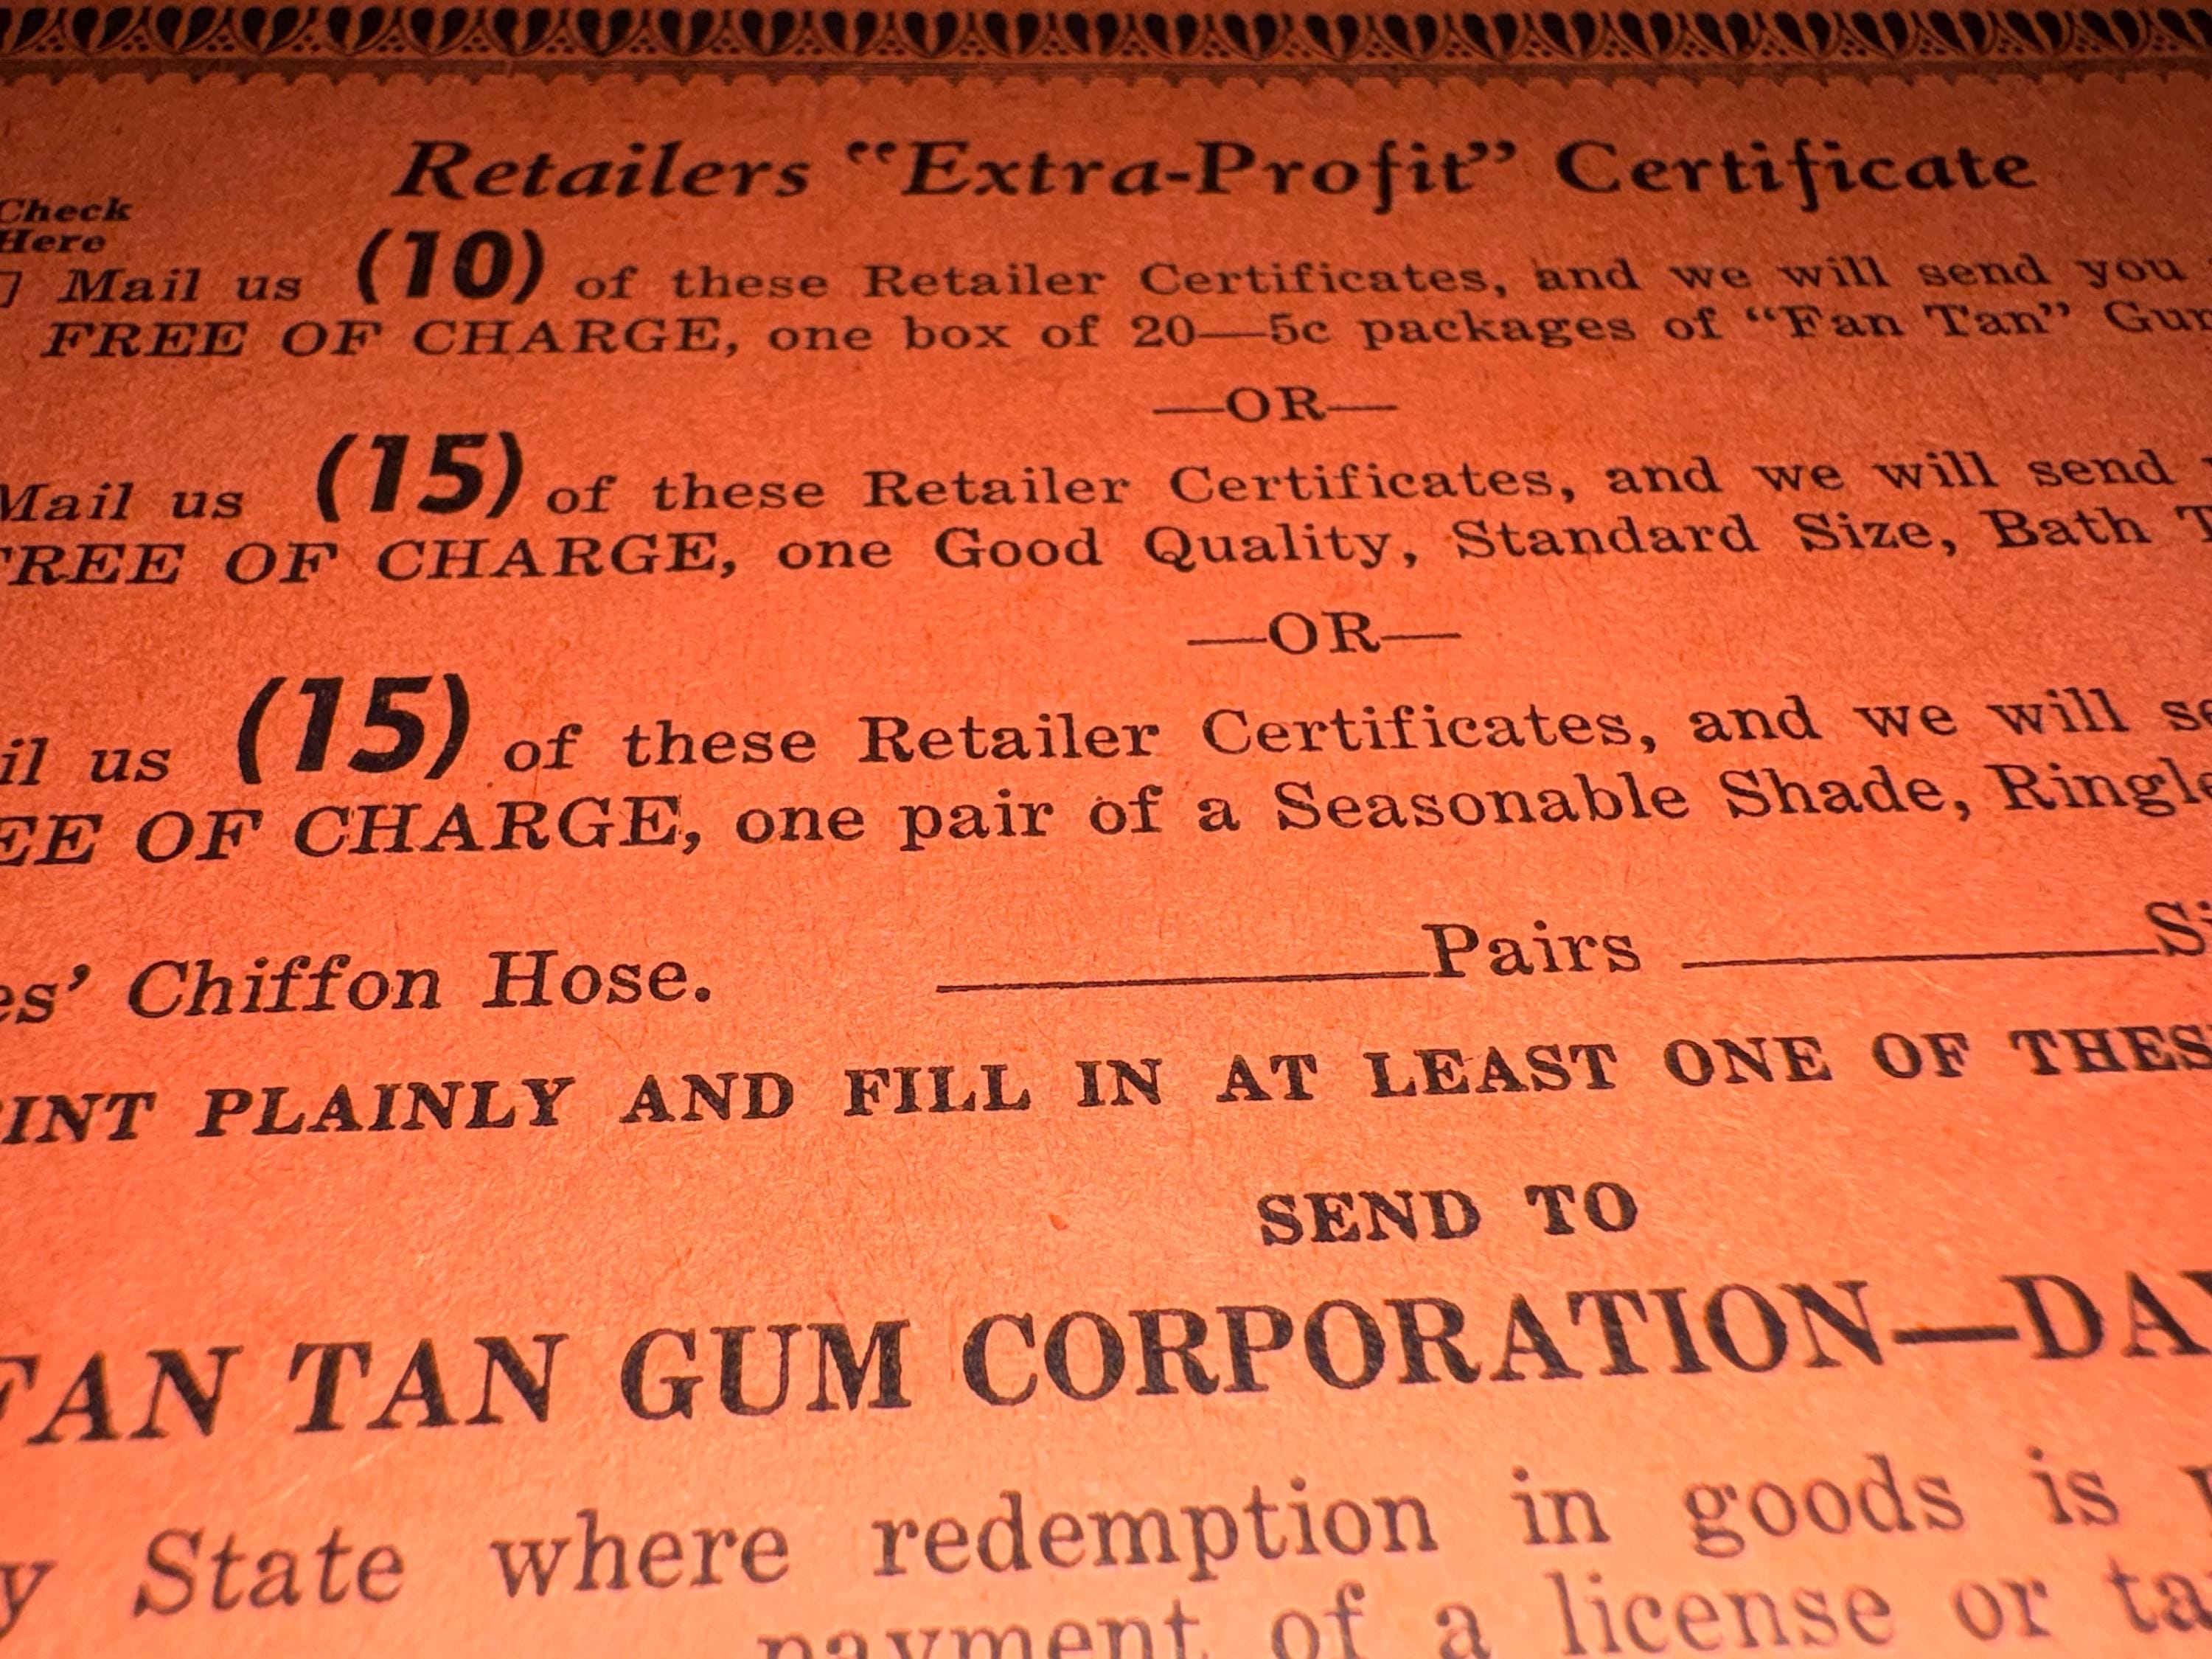 Retailers "Extra-Profit" Certificate
Check
Here
Mail us (10) of these Retailer Certificates, and we will send you
FREE OF CHARGE, one box of 20—5c packages of "Fan Tan"
—OR—
Mail us (15) of these Retailer Certificates, and we will send
FREE OF CHARGE, one Good Quality, Standard Size, Bath
—OR—
us (15) of these Retailer Certificates, and we will
OF CHARGE, one pair of a Seasonable Shade,
Chiffon Hose. Pairs
PLAINLY AND FILL IN AT LEAST ONE OF
SEND TO
FAN TAN GUM CORPORATION—
State where redemption in goods is
payment of a license or